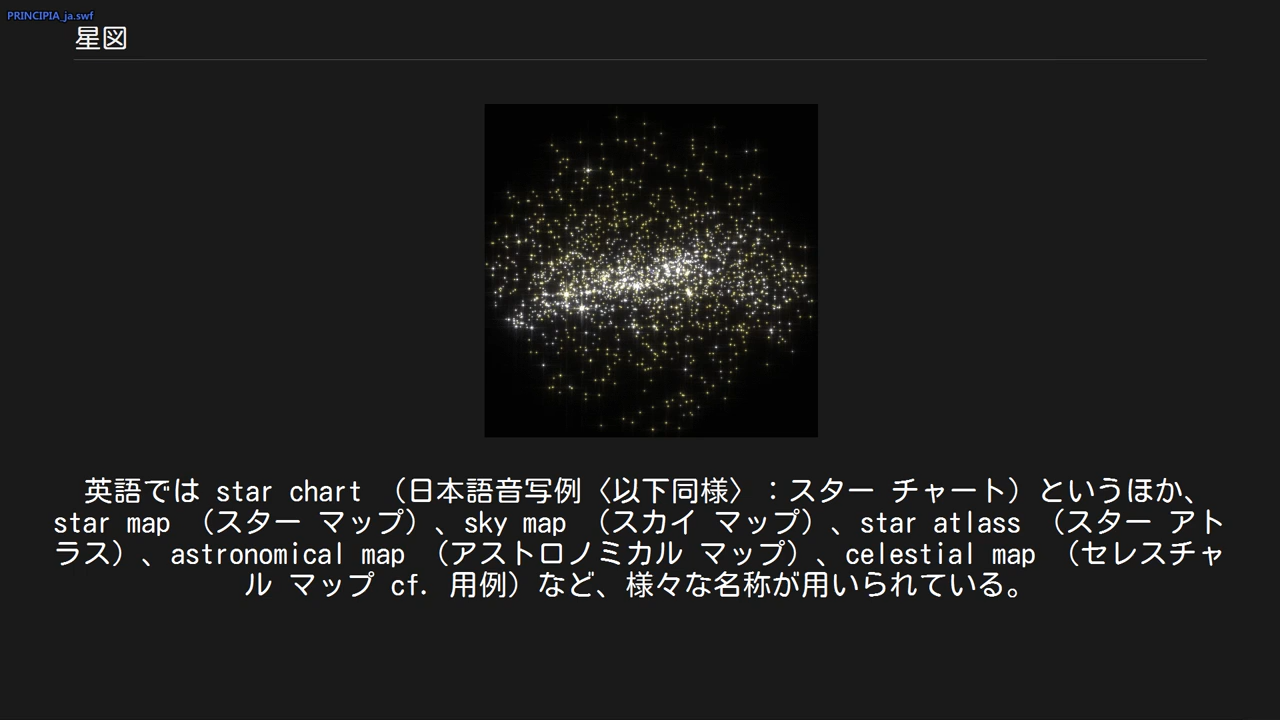 PRINCIPIA_ja.swf
星図
英語では star chart （日本語音写例〈以下同様〉：スター チャート）というほか、
star map （スター マップ）、sky map （スカイ マップ）、star atlass （スター アト
ラス）、astronomical map （アストロノミカル マップ）、celestial map （セレスチャ
ル マップ cf. 用例）など、様々な名称が用いられている。